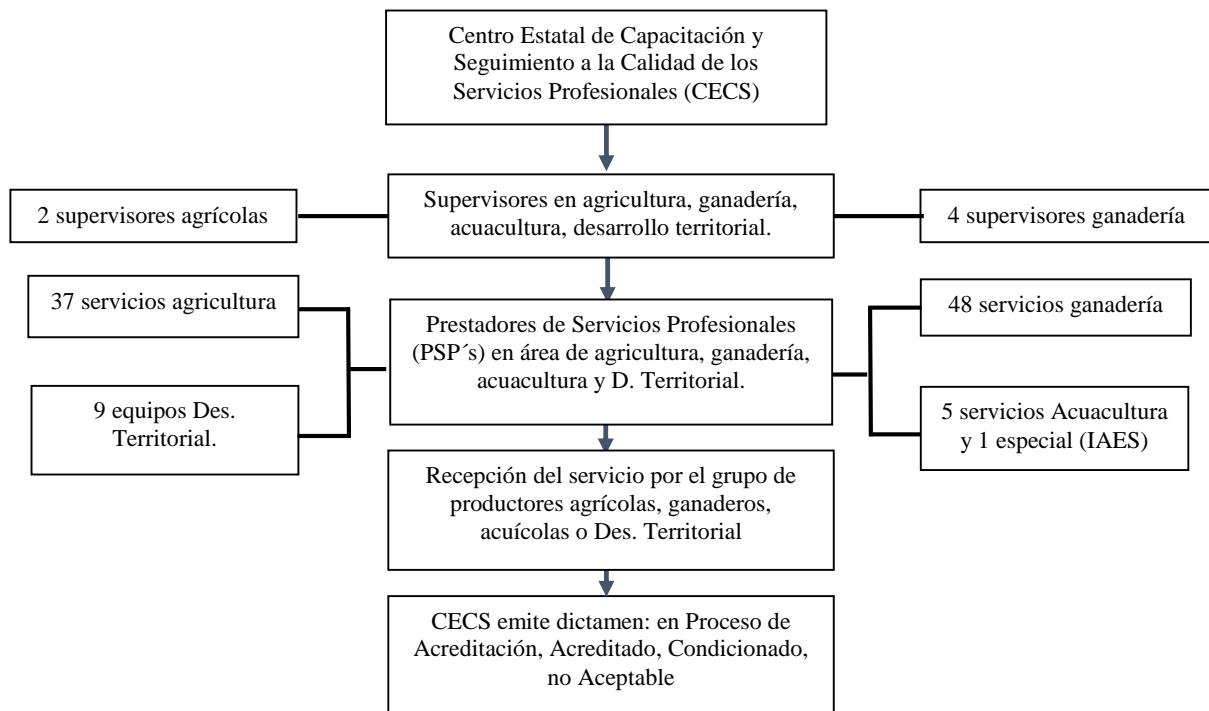 Centro Estatal de Capacitación y
Seguimiento a la Calidad de los
Servicios Profesionales (CECS)
2 supervisores agrícolas
Supervisores en agricultura, ganadería,
acuacultura, desarrollo territorial.
4 supervisores ganadería
37 servicios agricultura
9 equipos Des.
Territorial.
Prestadores de Servicios Profesionales
(PSP´s) en área de agricultura, ganadería,
acuacultura y D. Territorial.
48 servicios ganadería
5 servicios Acuacultura
y 1 especial (IAES)
Recepción del servicio por el grupo de
productores agrícolas, ganaderos,
acuícolas o Des. Territorial
CECS emite dictamen: en Proceso de
Acreditación, Acreditado, Condicionado,
no Aceptable